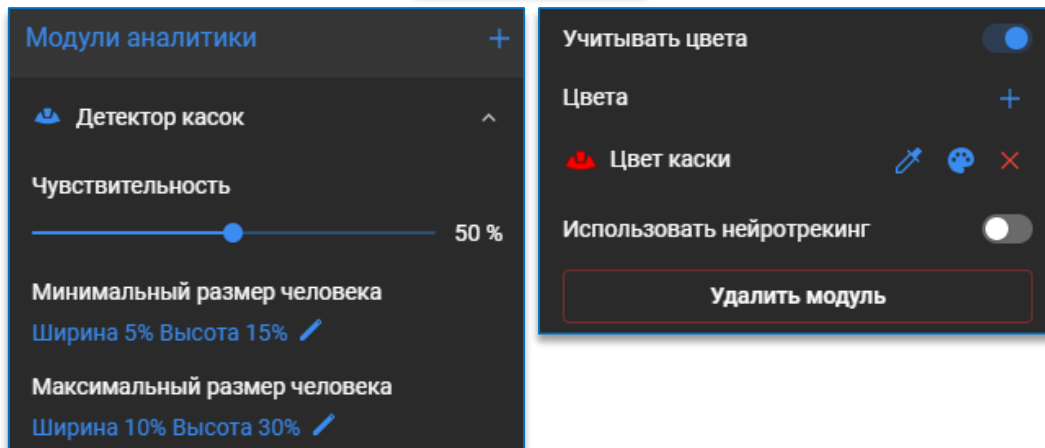 Модули аналитики
Детектор касок
Чувствительность
50 %
Минимальный размер человека
Ширина 5% Высота 15%
Максимальный размер человека
Ширина 10% Высота 30%
Учитывать цвета
Цвета
Цвет каски
Использовать нейротрекинг
Удалить модуль